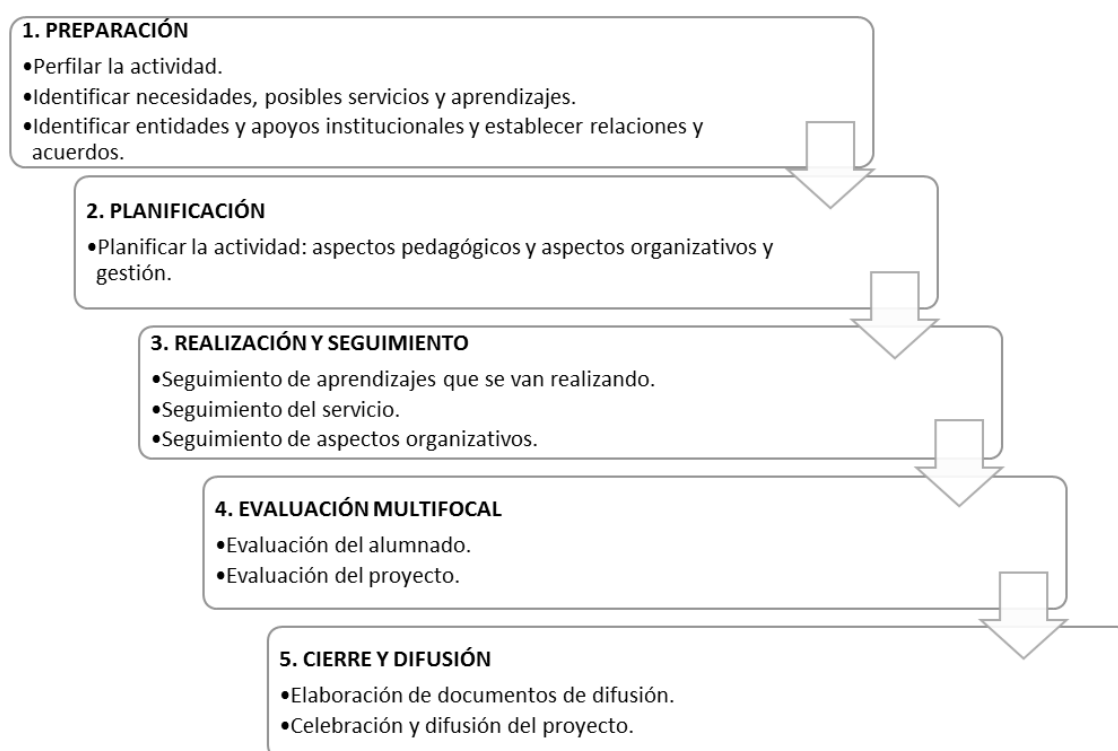 1. PREPARACIÓN
•Perfilar la actividad.
•Identificar necesidades, posibles servicios y aprendizajes.
•Identificar entidades y apoyos institucionales y establecer relaciones y
acuerdos.
2. PLANIFICACIÓN
•Planificar la actividad: aspectos pedagógicos y aspectos organizativos y
gestión.
3. REALIZACIÓN Y SEGUIMIENTO
•Seguimiento de aprendizajes que se van realizando.
•Seguimiento del servicio.
•Seguimiento de aspectos organizativos.
4. EVALUACIÓN MULTIFOCAL
•Evaluación del alumnado.
•Evaluación del proyecto.
5. CIERRE Y DIFUSIÓN
•Elaboración de documentos de difusión.
•Celebración y difusión del proyecto.